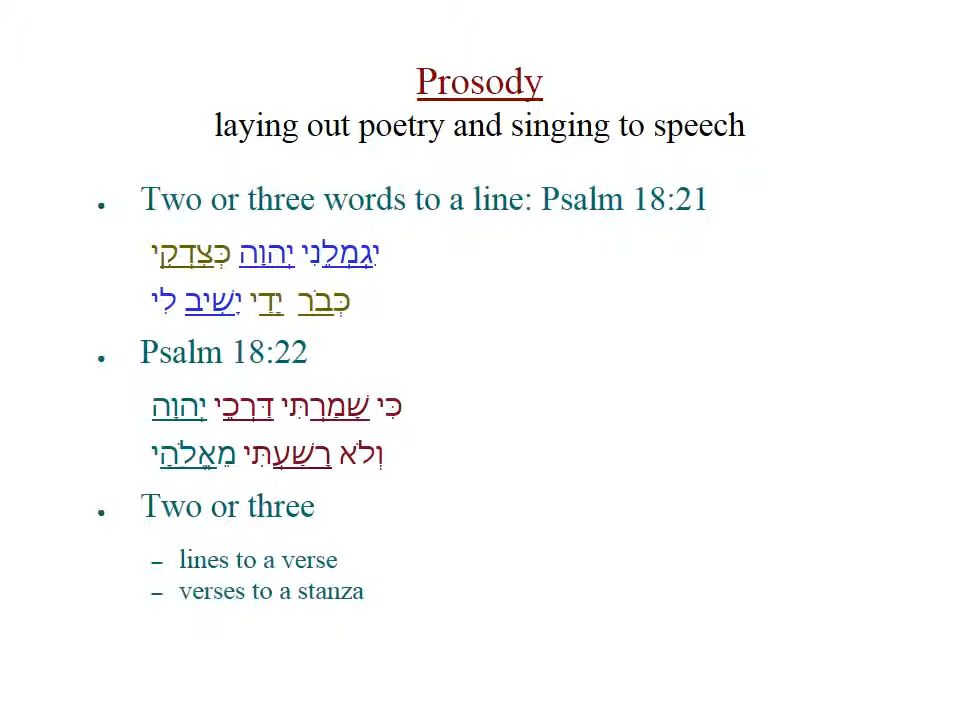 Prosody
laying out poetry and singing to speech
• Two or three words to a line: Psalm 18:21
יִגְמְלֵנִי יְהוָה כְּצִדְקִי
כְּבֹר יָדַי יָשִׁיב לִי
• Psalm 18:22
כִּי שָׁמַרְתִּי דַּרְכֵי יְהוָה
וְלֹא רָשַׁעְתִּי מֵאֱלֹהָי
• Two or three
– lines to a verse
– verses to a stanza